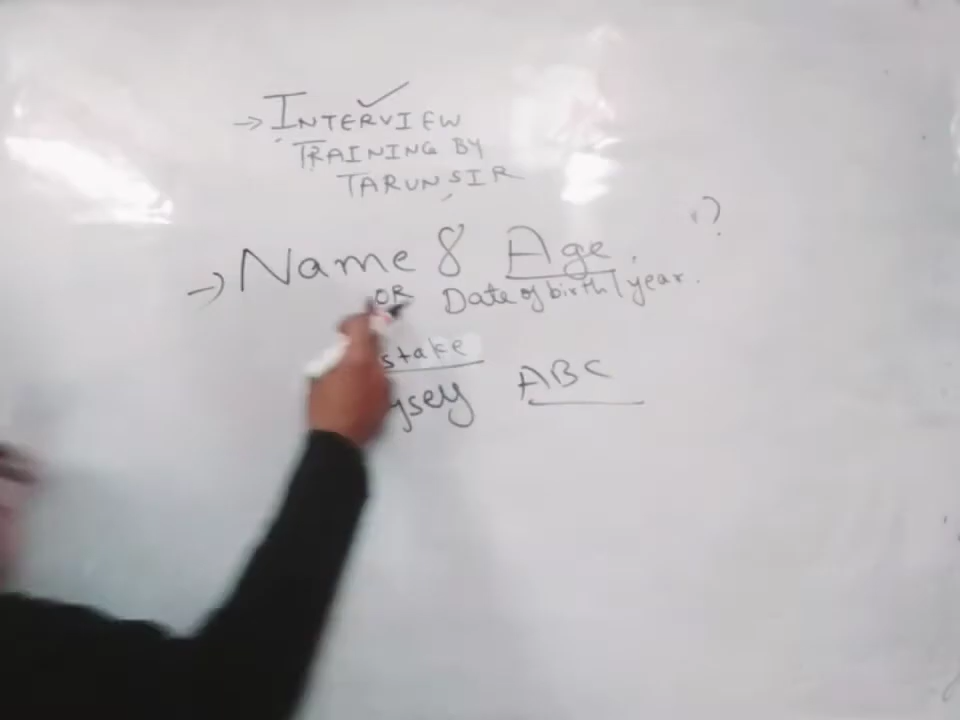 → INTERVIEW
TRAINING BY
TARUN SIR
?
→ Name & Age.
OR Date of birth / year.
stake
ysey ABC